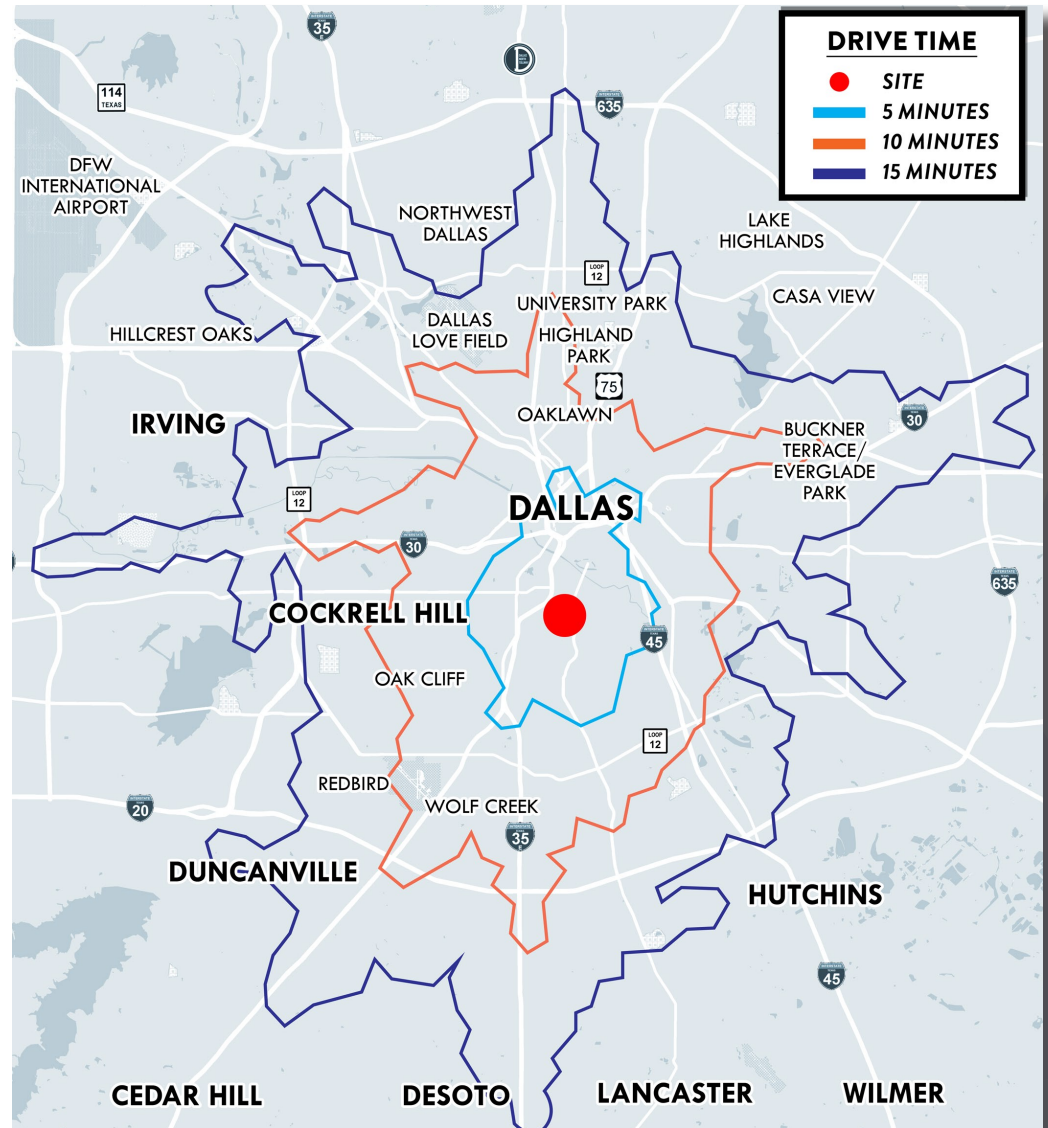 DRIVE TIME
SITE
5 MINUTES
10 MINUTES
15 MINUTES
35
E
D
114
TEXAS
635
DFW
INTERNATIONAL
AIRPORT
NORTHWEST
DALLAS
LAKE
HIGHLANDS
LOOP
12
UNIVERSITY PARK
CASA VIEW
HILLCREST OAKS
DALLAS
LOVE FIELD
HIGHLAND
PARK
75
IRVING
OAKLAWN
30
BUCKNER
TERRACE/
EVERGLADE
PARK
LOOP
12
DALLAS
30
635
COCKRELL HILL
45
OAK CLIFF
LOOP
12
REDBIRD
WOLF CREEK
20
35
E
DUNCANVILLE
HUTCHINS
45
CEDAR HILL
DESOTO
LANCASTER
WILMER